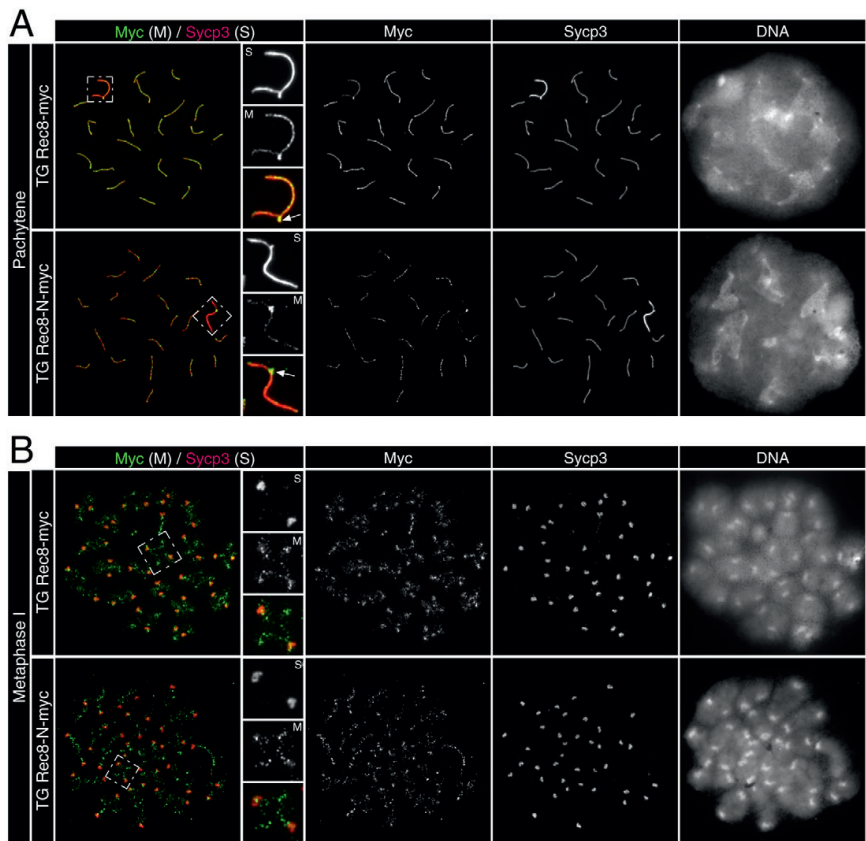 A
Myc (M) / Sycp3 (S)
Myc
Sycp3
DNA
Pachytene
TG Rec8-myc
S
M
TG Rec8-N-myc
S
M
B
Myc (M) / Sycp3 (S)
Myc
Sycp3
DNA
Metaphase I
TG Rec8-myc
S
M
TG Rec8-N-myc
S
M